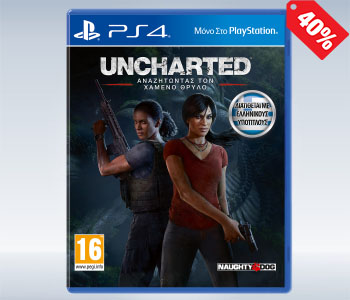 40%
PS4
Μόνο Στο PlayStation®
UNCHARTED
ΑΝΑΖΗΤΩΝΤΑΣ ΤΟΝ
ΧΑΜΕΝΟ ΘΡΥΛΟ
ΔΙΑΤΙΘΕΤΑΙ ΜΕ
ΕΛΛΗΝΙΚΟΥΣ
ΥΠΟΤΙΤΛΟΥΣ
16
www.pegi.info
NAUGHTY DOG